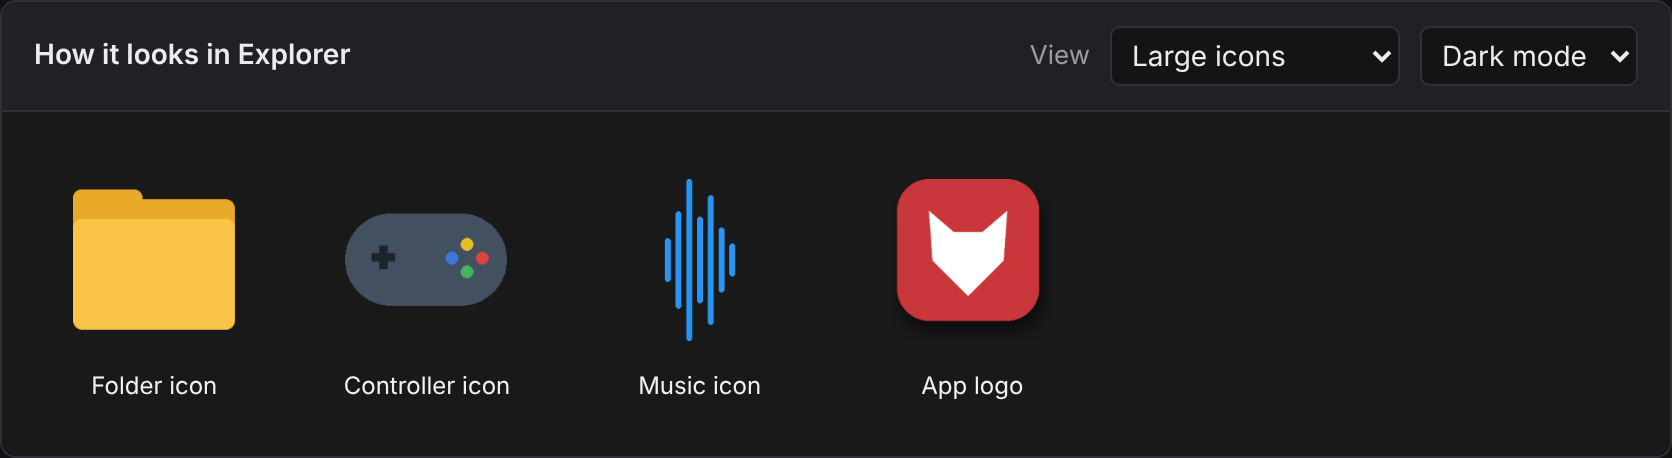 How it looks in Explorer
View
Large icons
Dark mode
Folder icon
Controller icon
Music icon
App logo